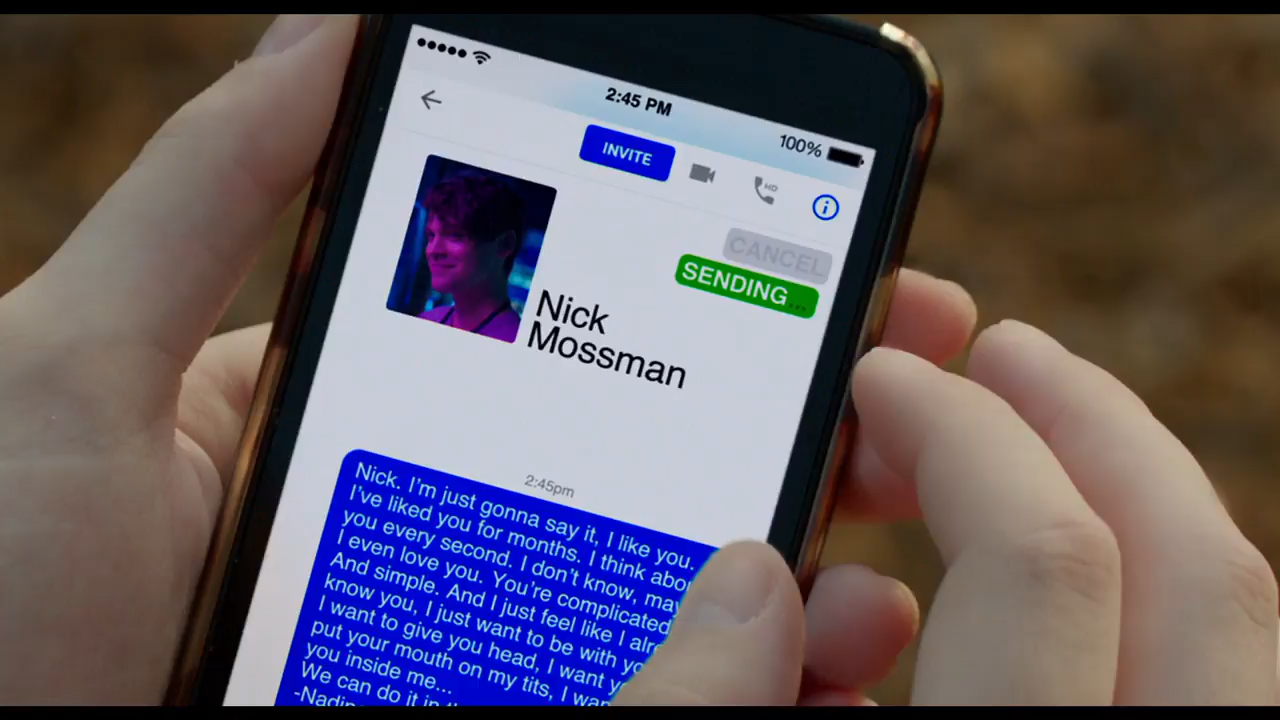 2:45 PM
100%
INVITE
HD
CANCEL
SENDING...
Nick
Mossman
2:45pm
Nick. I'm just gonna say it, I like you.
I've liked you for months. I think
you every second. I don't know,
I even love you. You're complicated
And simple. And I just feel like I
know you, I just want to be with
I want to give you head, I want
put your mouth on my tits, I
you inside me...
We can do it in